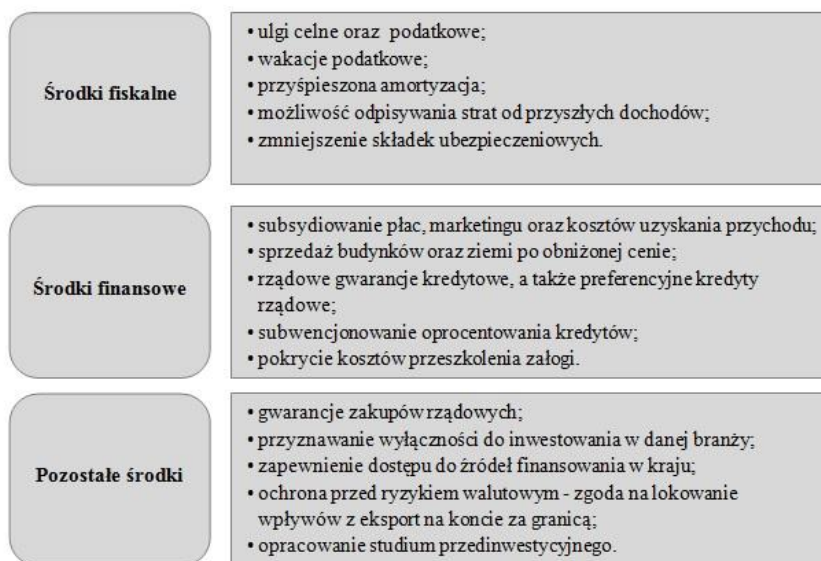 Środki fiskalne
• ulgi celne oraz podatkowe;
• wakacje podatkowe;
• przyśpieszona amortyzacja;
• możliwość odpisywania strat od przyszłych dochodów;
• zmniejszenie składek ubezpieczeniowych.
Środki finansowe
• subsydiowanie płac, marketingu oraz kosztów uzyskania przychodu;
• sprzedaż budynków oraz ziemi po obniżonej cenie;
• rządowe gwarancje kredytowe, a także preferencyjne kredyty
rządowe;
• subwencjonowanie oprocentowania kredytów;
• pokrycie kosztów przeszkolenia załogi.
Pozostałe środki
• gwarancje zakupów rządowych;
• przyznawanie wyłączności do inwestowania w danej branży;
• zapewnienie dostępu do źródeł finansowania w kraju;
• ochrona przed ryzykiem walutowym - zgoda na lokowanie
wpływów z eksport na koncie za granicą;
• opracowanie studium przedinwestycyjnego.